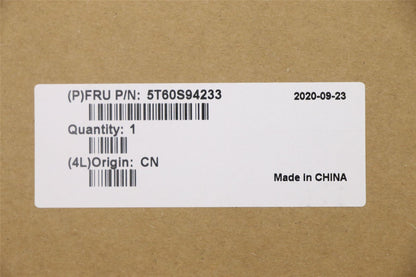 (P)FRU P/N: 5T60S94233 2020-09-23
Quantity: 1
(4L)Origin: CN
Made in CHINA